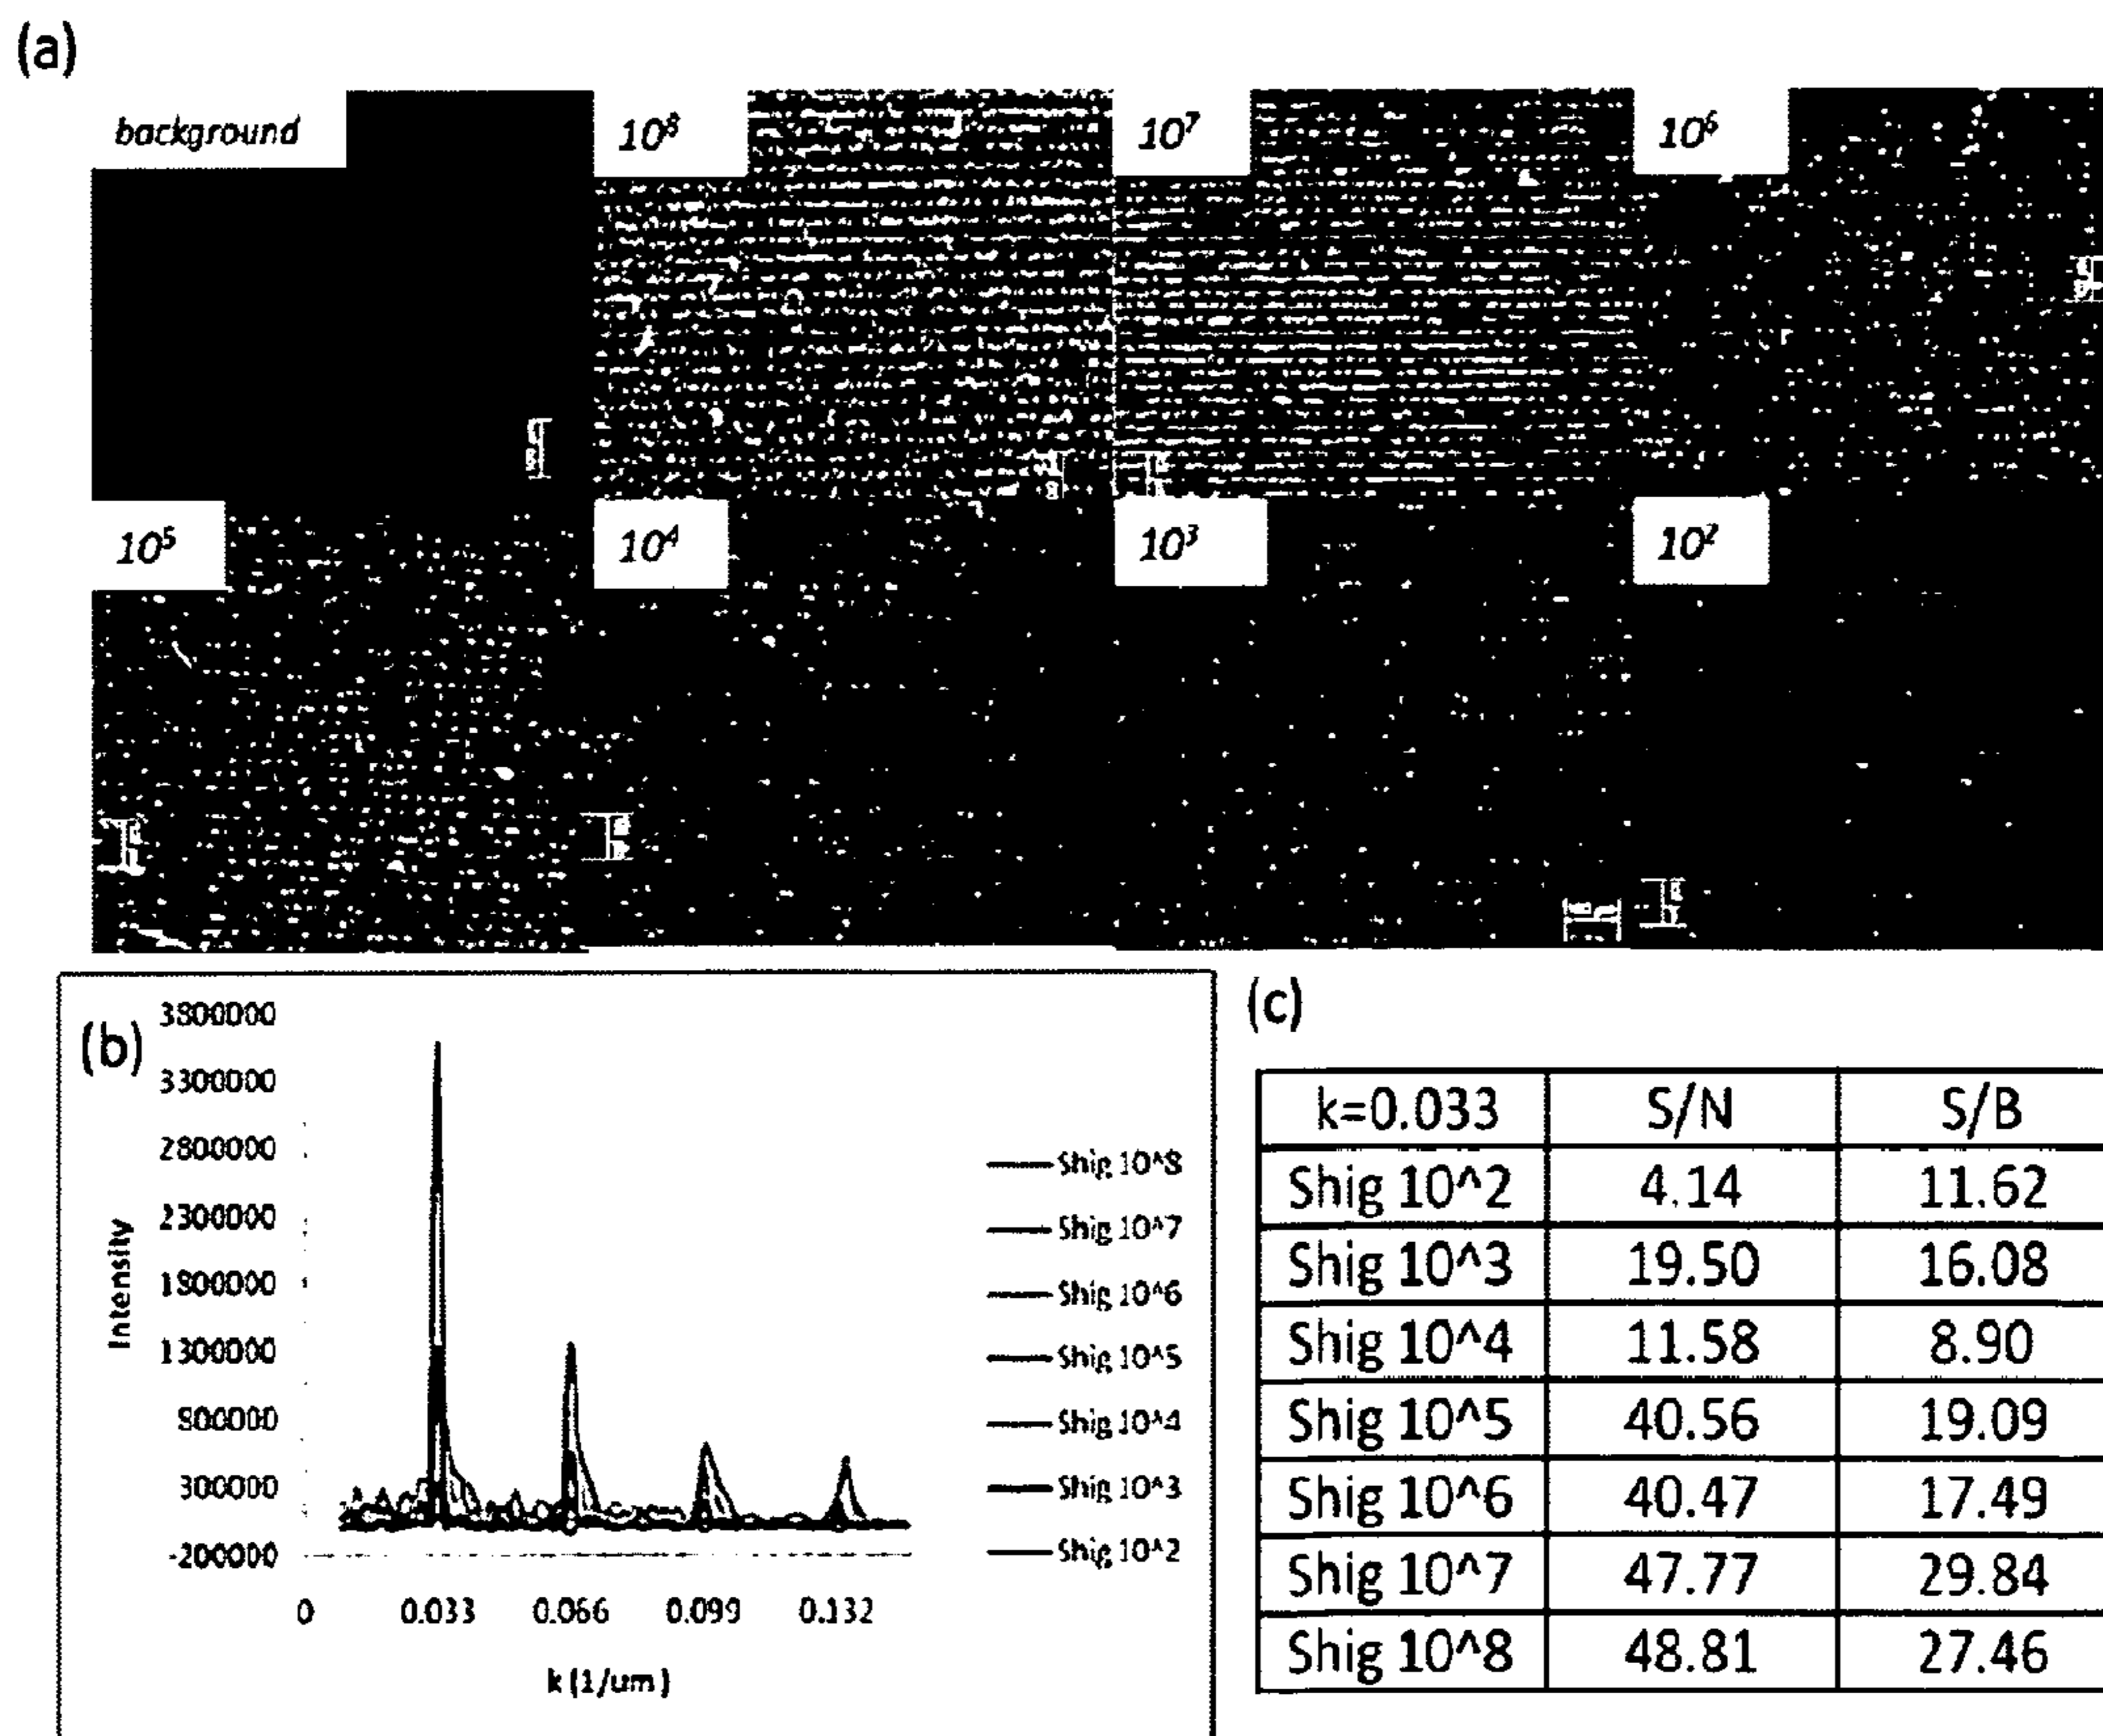 (a)
background
10⁸
10⁷
10⁶
10⁵
10⁴
10³
10²
(b)
3800000
3300000
2800000
2300000
1800000
1300000
800000
300000
-200000
Intensity
0 0.033 0.066 0.099 0.132
k (1/um)
Shig 10^8
Shig 10^7
Shig 10^6
Shig 10^5
Shig 10^4
Shig 10^3
Shig 10^2
(c)
k=0.033 S/N S/B
Shig 10^2 4.14 11.62
Shig 10^3 19.50 16.08
Shig 10^4 11.58 8.90
Shig 10^5 40.56 19.09
Shig 10^6 40.47 17.49
Shig 10^7 47.77 29.84
Shig 10^8 48.81 27.46